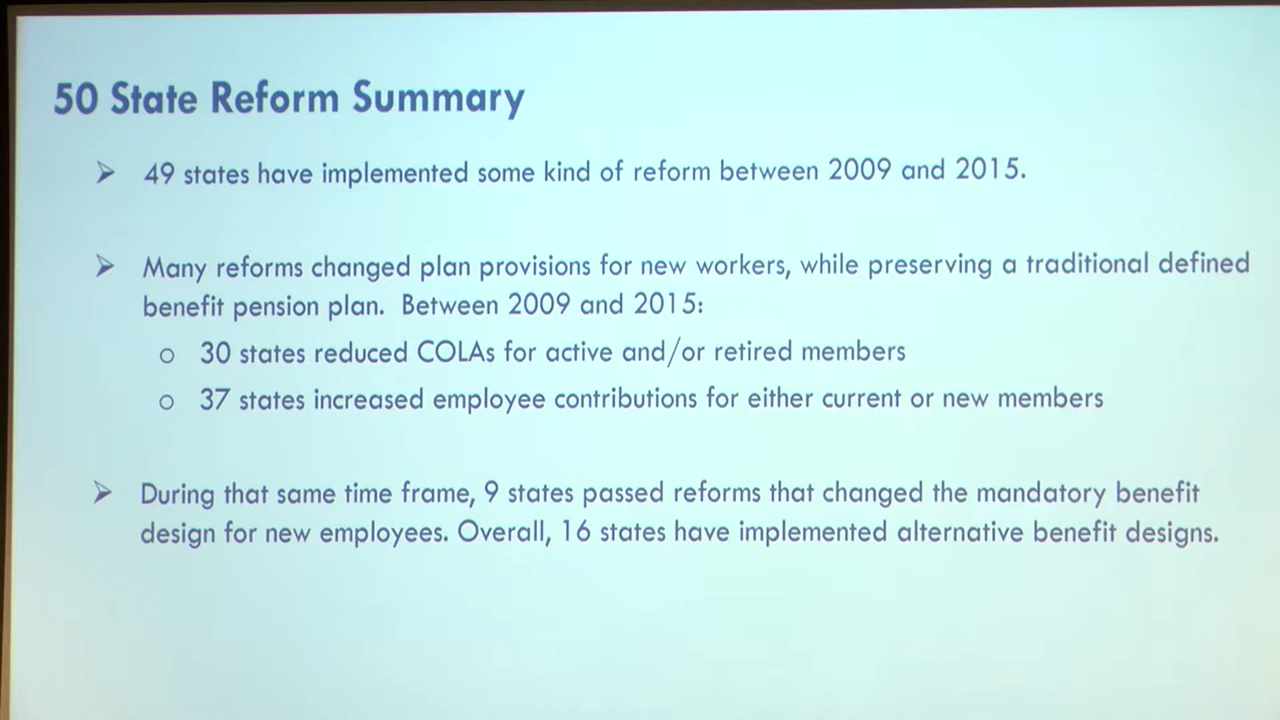 50 State Reform Summary
➢ 49 states have implemented some kind of reform between 2009 and 2015.
➢ Many reforms changed plan provisions for new workers, while preserving a traditional defined
benefit pension plan. Between 2009 and 2015:
o 30 states reduced COLAs for active and/or retired members
o 37 states increased employee contributions for either current or new members
➢ During that same time frame, 9 states passed reforms that changed the mandatory benefit
design for new employees. Overall, 16 states have implemented alternative benefit designs.